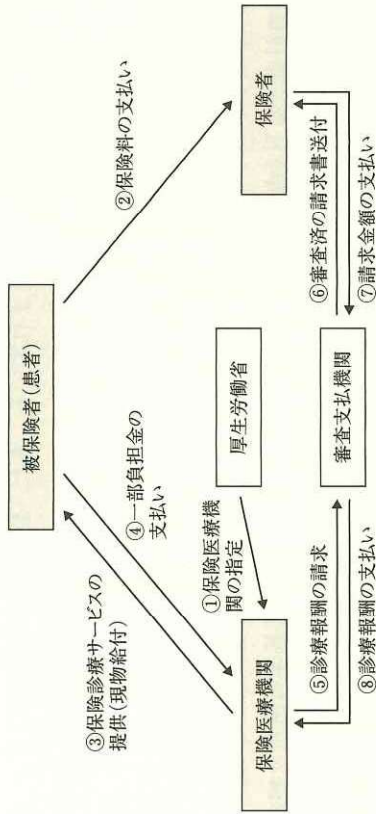 被保険者(患者)
②保険料の支払い
③保険診療サービスの
提供(現物給付)
④一部負担金の
支払い
①保険医療機
関の指定
厚生労働省
保険医療機関
保険者
⑤診療報酬の請求
⑧診療報酬の支払い
審査支払機関
⑥審査済の請求書送付
⑦請求金額の支払い